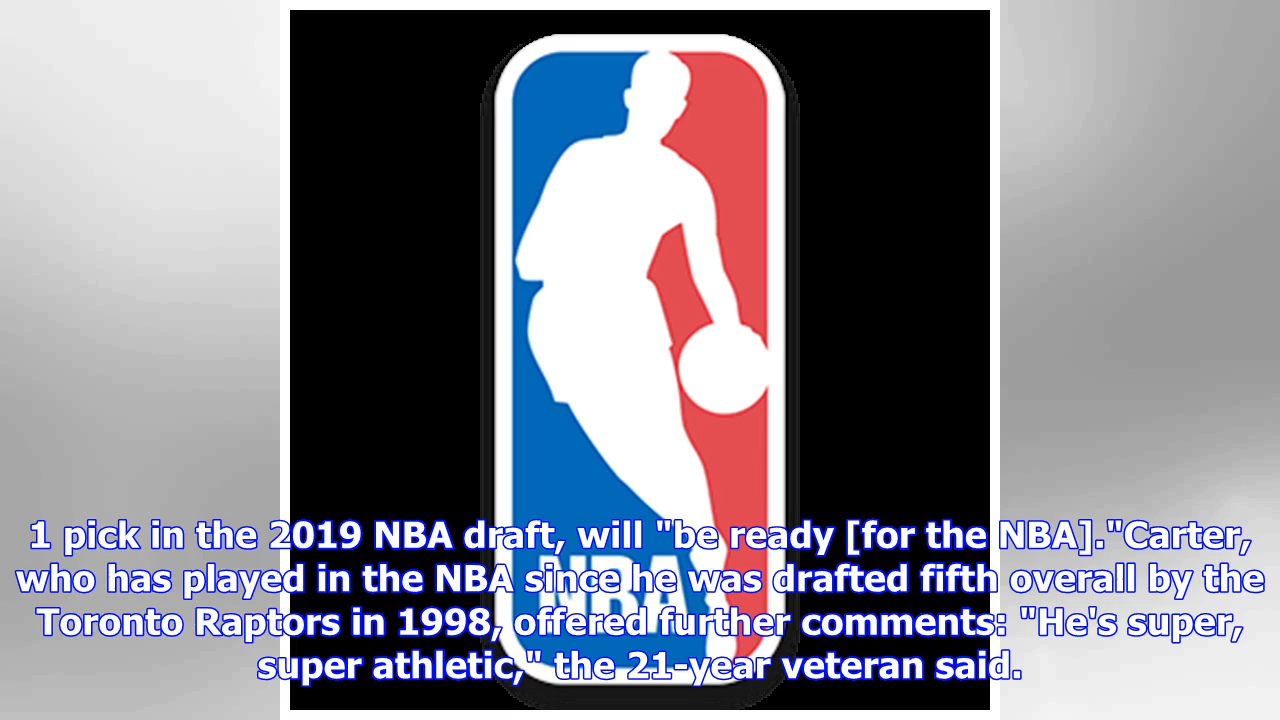 1 pick in the 2019 NBA draft, will "be ready [for the NBA]."Carter,
who has played in the NBA since he was drafted fifth overall by the
Toronto Raptors in 1998, offered further comments: "He's super,
super athletic," the 21-year veteran said.
NBA